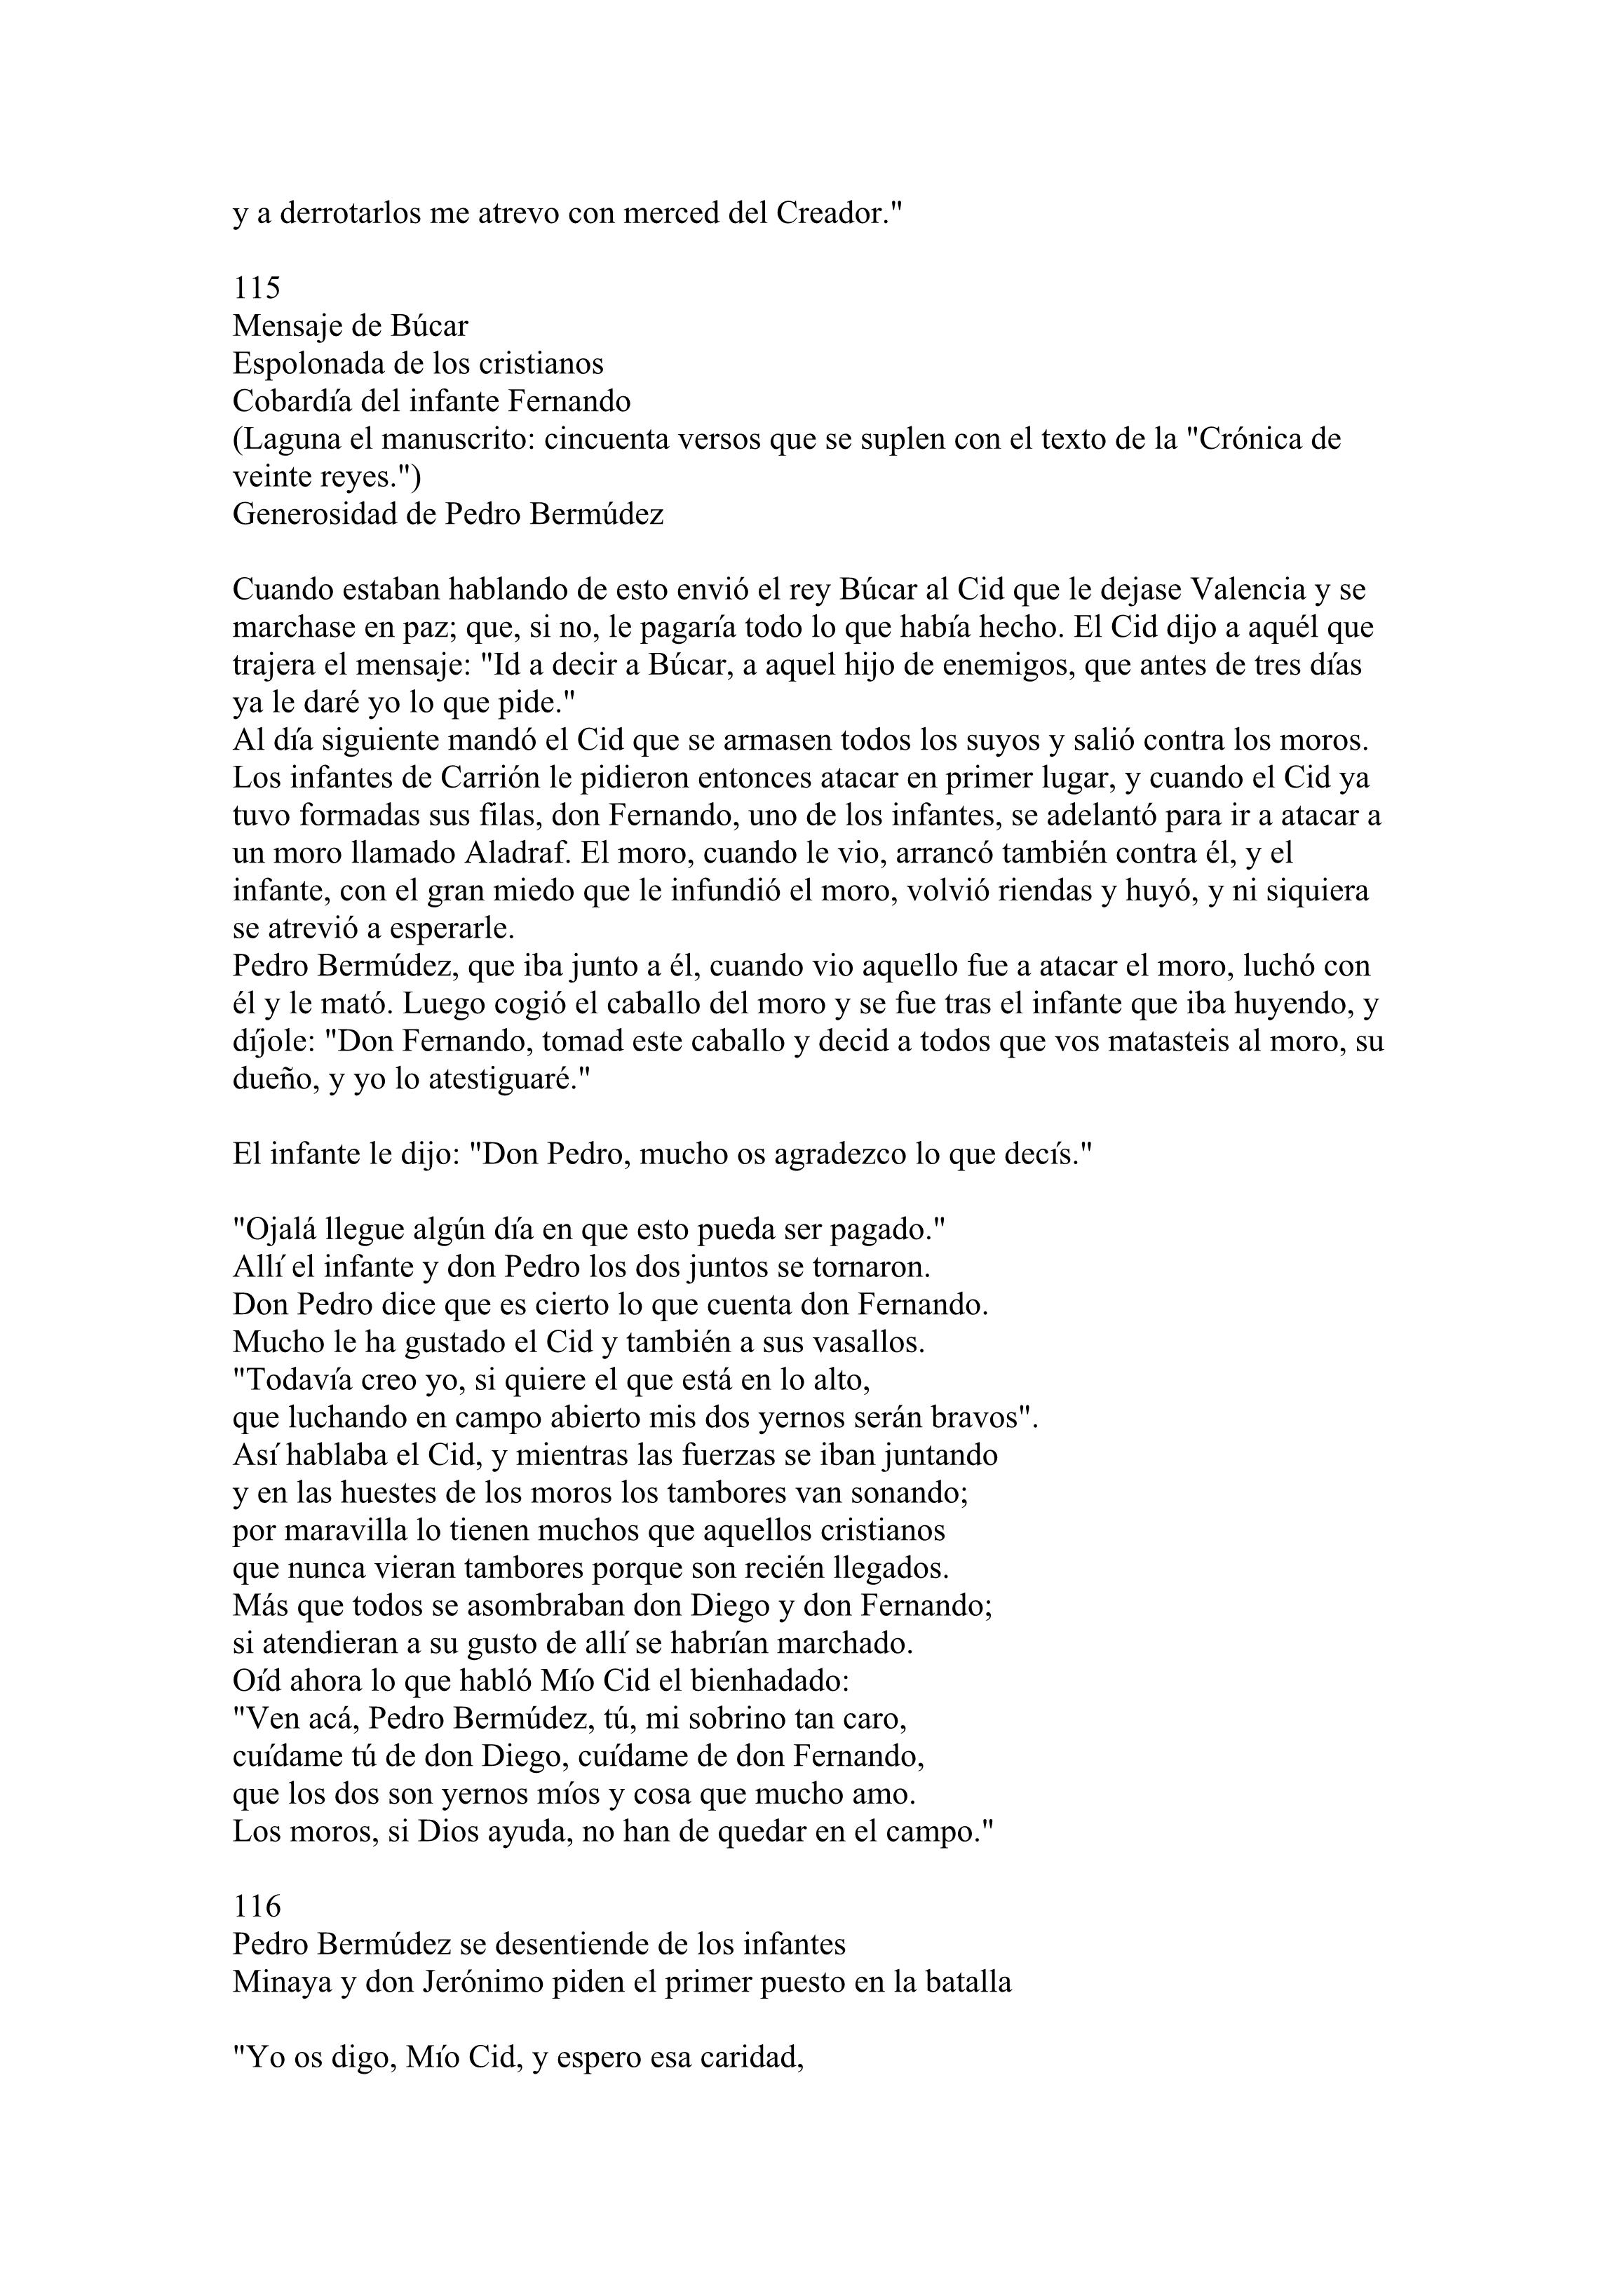 y a derrotarlos me atrevo con merced del Creador."
115
Mensaje de Búcar
Espolonada de los cristianos
Cobardía del infante Fernando
(Laguna el manuscrito: cincuenta versos que se suplen con el texto de la "Crónica de
veinte reyes.")
Generosidad de Pedro Bermúdez
Cuando estaban hablando de esto envió el rey Búcar al Cid que le dejase Valencia y se
marchase en paz; que, si no, le pagaría todo lo que había hecho. El Cid dijo a aquél que
trajera el mensaje: "Id a decir a Búcar, a aquel hijo de enemigos, que antes de tres días
ya le daré yo lo que pide."
Al día siguiente mandó el Cid que se armasen todos los suyos y salió contra los moros.
Los infantes de Carrión le pidieron entonces atacar en primer lugar, y cuando el Cid ya
tuvo formadas sus filas, don Fernando, uno de los infantes, se adelantó para ir a atacar a
un moro llamado Aladraf. El moro, cuando le vio, arrancó también contra él, y el
infante, con el gran miedo que le infundió el moro, volvió riendas y huyó, y ni siquiera
se atrevió a esperarle.
Pedro Bermúdez, que iba junto a él, cuando vio aquello fue a atacar el moro, luchó con
él y le mató. Luego cogió el caballo del moro y se fue tras el infante que iba huyendo, y
díjole: "Don Fernando, tomad este caballo y decid a todos que vos matasteis al moro, su
dueño, y yo lo atestiguaré."
El infante le dijo: "Don Pedro, mucho os agradezco lo que decís."
"Ojalá llegue algún día en que esto pueda ser pagado."
Allí el infante y don Pedro los dos juntos se tornaron.
Don Pedro dice que es cierto lo que cuenta don Fernando.
Mucho le ha gustado el Cid y también a sus vasallos.
"Todavía creo yo, si quiere el que está en lo alto,
que luchando en campo abierto mis dos yernos serán bravos".
Así hablaba el Cid, y mientras las fuerzas se iban juntando
y en las huestes de los moros los tambores van sonando;
por maravilla lo tienen muchos que aquellos cristianos
que nunca vieran tambores porque son recién llegados.
Más que todos se asombraban don Diego y don Fernando;
si atendieran a su gusto de allí se habrían marchado.
Oíd ahora lo que habló Mío Cid el bienhadado:
"Ven acá, Pedro Bermúdez, tú, mi sobrino tan caro,
cuídame tú de don Diego, cuídame de don Fernando,
que los dos son yernos míos y cosa que mucho amo.
Los moros, si Dios ayuda, no han de quedar en el campo."
116
Pedro Bermúdez se desentiende de los infantes
Minaya y don Jerónimo piden el primer puesto en la batalla
"Yo os digo, Mío Cid, y espero esa caridad,